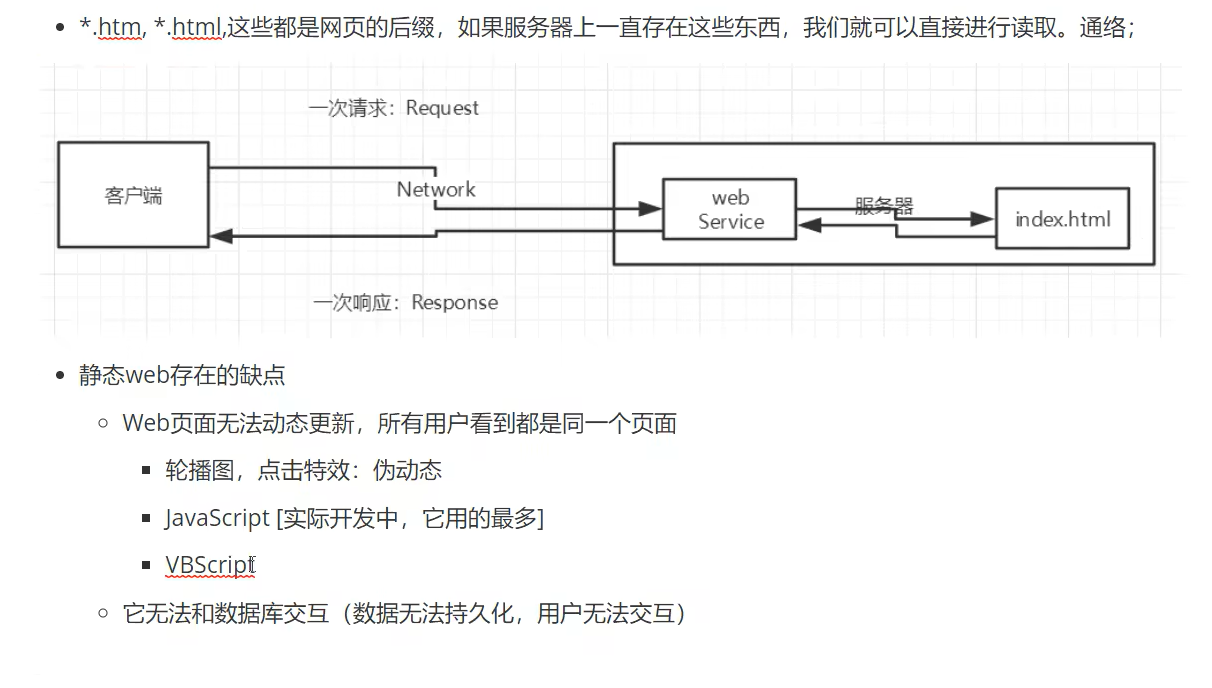 *.htm, *.html,这些都是网页的后缀，如果服务器上一直存在这些东西，我们就可以直接进行读取。通络；
一次请求：Request
客户端
Network
web
Service
服务器
index.html
一次响应：Response
静态web存在的缺点
Web页面无法动态更新，所有用户看到都是同一个页面
轮播图，点击特效：伪动态
JavaScript [实际开发中，它用的最多]
VBScript
它无法和数据库交互（数据无法持久化，用户无法交互）